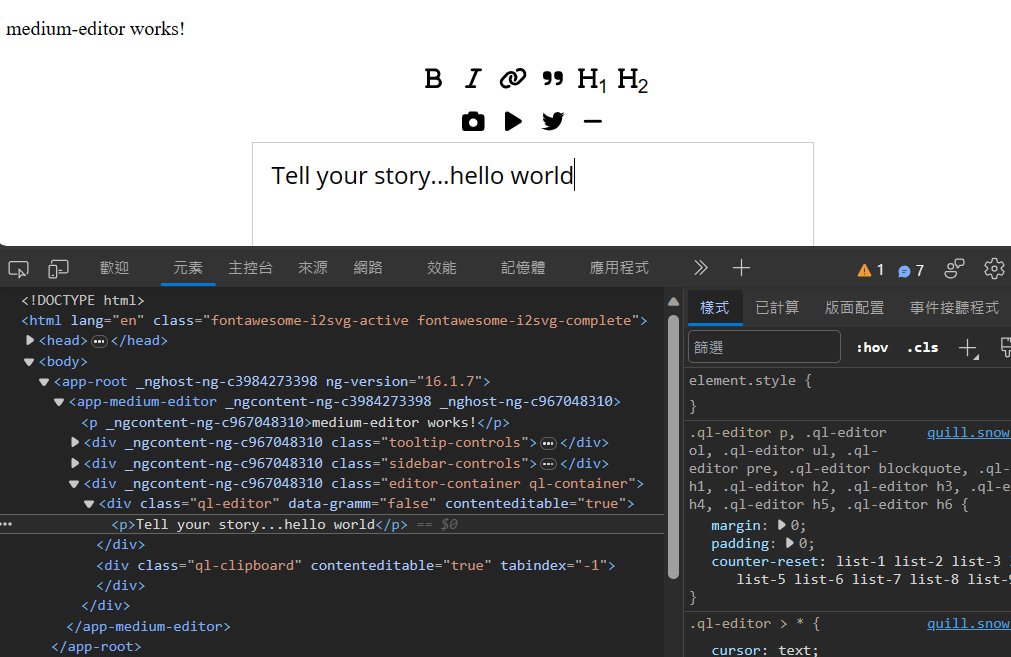 medium-editor works!
B I H1 H2
Tell your story...hello world
歡迎 元素 主控台 來源 網路 效能 記憶體 應用程式 1 7
<!DOCTYPE html>
<html lang="en" class="fontawesome-i2svg-active fontawesome-i2svg-complete">
<head> ••• </head>
<body>
<app-root _nghost-ng-c3984273398 ng-version="16.1.7">
<app-medium-editor _ngcontent-ng-c3984273398 _nghost-ng-c967048310>
<p _ngcontent-ng-c967048310>medium-editor works!</p>
<div _ngcontent-ng-c967048310 class="tooltip-controls"> ••• </div>
<div _ngcontent-ng-c967048310 class="sidebar-controls"> ••• </div>
<div _ngcontent-ng-c967048310 class="editor-container ql-container">
<div class="ql-editor" data-gramm="false" contenteditable="true">
••• <p>Tell your story...hello world</p> == $0
</div>
<div class="ql-clipboard" contenteditable="true" tabindex="-1">
</div>
</div>
</app-medium-editor>
</app-root>
樣式 已計算 版面配置 事件接聽程式
篩選 :hov .cls
element.style {
}
.ql-editor p, .ql-editor quill.snow
ol, .ql-editor ul, .ql-
editor pre, .ql-editor blockquote, .ql-
h1, .ql-editor h2, .ql-editor h3, .ql-e
h4, .ql-editor h5, .ql-editor h6 {
margin: 0;
padding: 0;
counter-reset: list-1 list-2 list-3
list-5 list-6 list-7 list-8 list-9
}
.ql-editor > * { quill.snow
cursor: text;